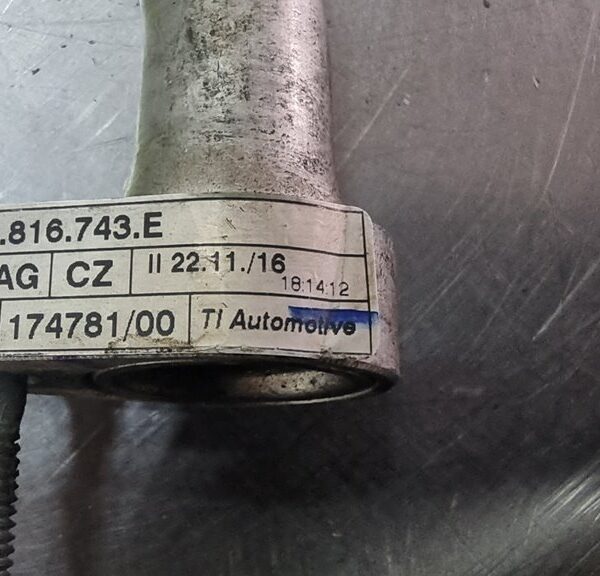 .816.743.E
AG CZ II 22.11./16
18:14:12
174781/00 TI Automotive